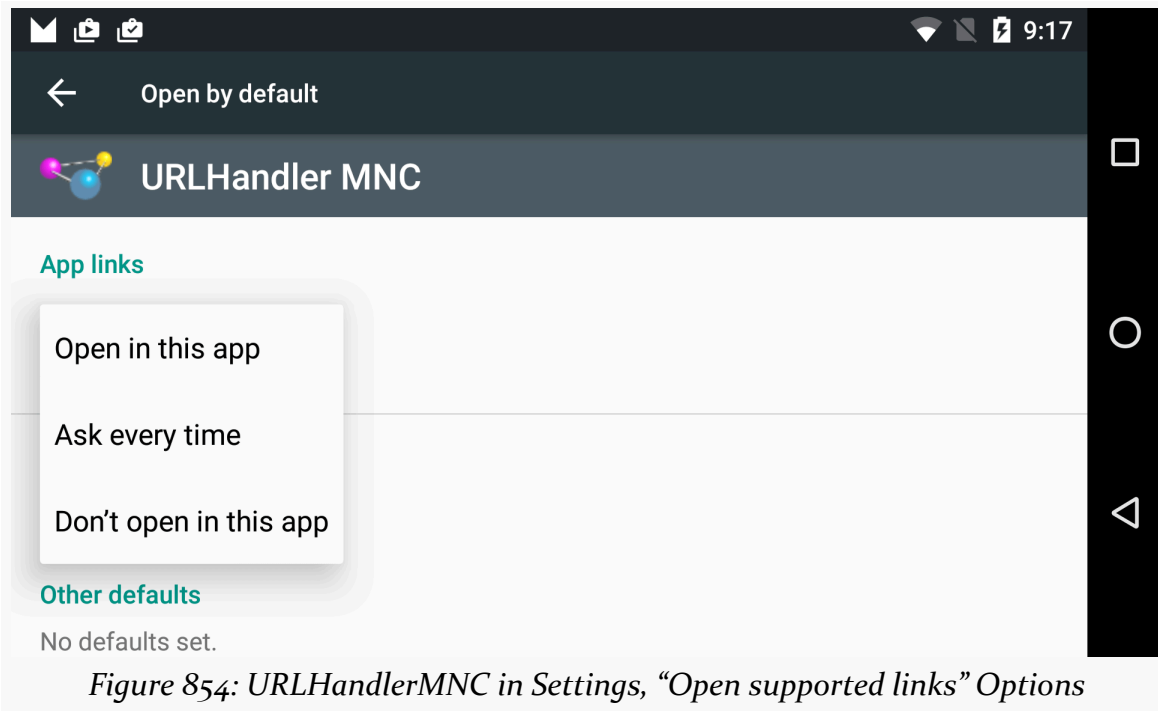 9:17
Open by default
URLHandler MNC
App links
Open in this app
Ask every time
Don’t open in this app
Other defaults
No defaults set.
Figure 854: URLHandlerMNC in Settings, “Open supported links” Options